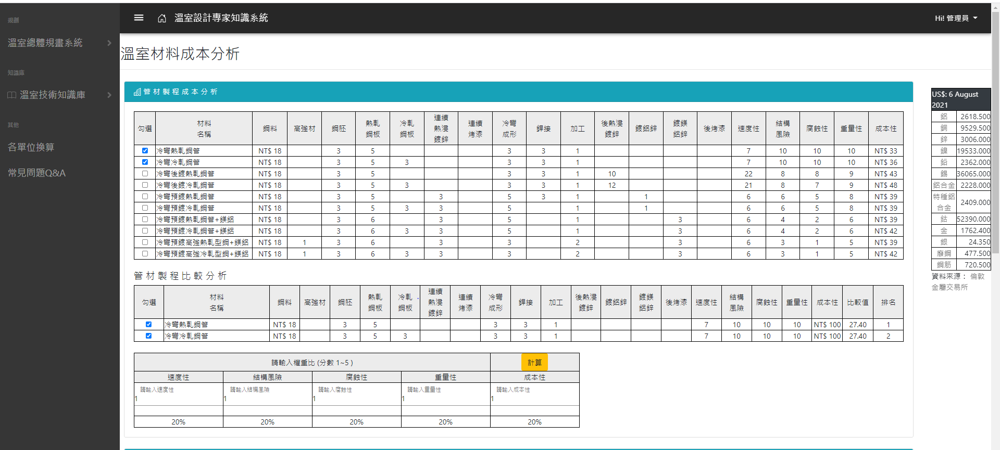 規劃
溫室總體規畫系統
知識庫
溫室技術知識庫
其他
各單位換算
常見問題Q&A
溫室設計專家知識系統
Hi! 管理員
溫室材料成本分析
管材製程成本分析
勾選 材料名稱 鋼料 高強材 鋼胚 熱軋鋼板 冷軋鋼板 連續熱浸鍍鋅 連續烤漆 冷彎成形 銲接 加工 後熱浸鍍鋅 鍍鋁鋅 鍍鎂鋁鋅 後烤漆 速度性 結構風險 腐蝕性 重量性 成本性
冷彎熱軋鋼管 NT$ 18 3 5 3 3 1 7 10 10 10 NT$ 33
冷彎冷軋鋼管 NT$ 18 3 5 3 3 3 1 7 10 10 10 NT$ 36
冷彎後鍍熱軋鋼管 NT$ 18 3 5 3 3 1 10 22 8 8 9 NT$ 43
冷彎後鍍冷軋鋼管 NT$ 18 3 5 3 3 3 1 12 21 8 7 9 NT$ 48
冷彎預鍍熱軋鋼管 NT$ 18 3 5 3 5 3 1 1 6 6 5 8 NT$ 39
冷彎預鍍冷軋鋼管 NT$ 18 3 5 3 3 5 1 1 6 6 5 8 NT$ 39
冷彎預鍍熱軋鋼管+鎂鋁 NT$ 18 3 6 3 5 1 3 6 4 2 6 NT$ 39
冷彎預鍍冷軋鋼管+鎂鋁 NT$ 18 3 6 3 3 5 1 3 6 4 2 6 NT$ 42
冷彎預鍍高強熱軋型鋼+鎂鋁 NT$ 18 1 3 6 3 3 2 3 6 3 1 5 NT$ 39
冷彎預鍍高強冷軋型鋼+鎂鋁 NT$ 18 1 3 6 3 3 3 2 3 6 3 1 5 NT$ 42
管材製程比較分析
勾選 材料名稱 鋼料 高強材 鋼胚 熱軋鋼板 冷軋鋼板 連續熱浸鍍鋅 連續烤漆 冷彎成形 銲接 加工 後熱浸鍍鋅 鍍鋁鋅 鍍鎂鋁鋅 後烤漆 速度性 結構風險 腐蝕性 重量性 成本性 比較值 排名
冷彎熱軋鋼管 NT$ 18 3 5 3 3 1 7 10 10 10 NT$ 100 27.40 1
冷彎冷軋鋼管 NT$ 18 3 5 3 3 3 1 7 10 10 10 NT$ 100 27.40 2
請輸入權重比 (分數 1~5 ) 計算
速度性 結構風險 腐蝕性 重量性 成本性
請輸入速度性 請輸入結構風險 請輸入腐蝕性 請輸入重量性 請輸入成本性
1 1 1 1 1
20% 20% 20% 20% 20%
US$: 6 August
2021
鋁 2618.500
銅 9529.500
鋅 3006.000
鎳 19533.000
鉛 2362.000
錫 36065.000
鋁合金 2228.000
特種鋁合金 2409.000
鈷 52390.000
金 1762.400
銀 24.350
廢鋼 477.500
鋼筋 720.500
資料來源： 倫敦
金屬交易所